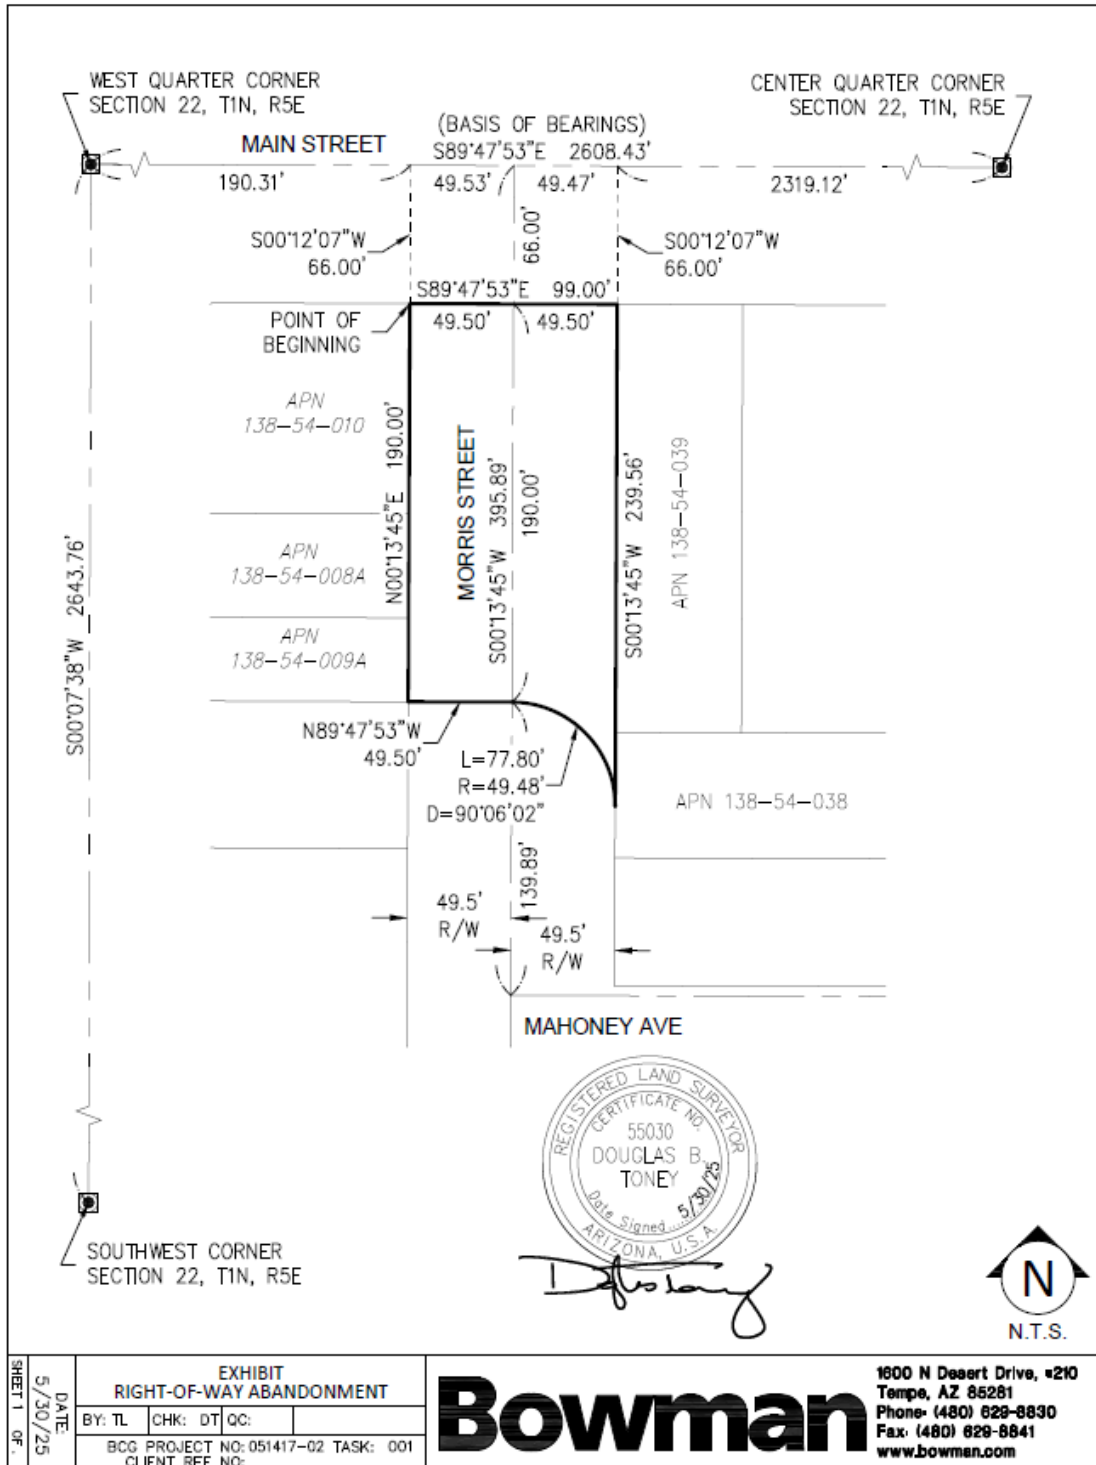 WEST QUARTER CORNER
SECTION 22, T1N, R5E
CENTER QUARTER CORNER
SECTION 22, T1N, R5E
MAIN STREET
(BASIS OF BEARINGS)
S89°47'53"E 2608.43'
190.31'
49.53'
49.47'
2319.12'
S00°12'07"W
66.00'
66.00'
S00°12'07"W
66.00'
S89°47'53"E 99.00'
49.50'
49.50'
POINT OF
BEGINNING
APN
138-54-010
N00°13'45"E 190.00'
MORRIS STREET
S00°13'45"W 395.89'
190.00'
S00°13'45"W 239.56'
APN 138-54-039
APN
138-54-008A
APN
138-54-009A
S00°07'38"W 2643.76'
N89°47'53"W
49.50'
L=77.80'
R=49.48'
D=90°06'02"
APN 138-54-038
139.89'
49.5'
R/W
49.5'
R/W
MAHONEY AVE
REGISTERED LAND SURVEYOR
CERTIFICATE NO.
55030
DOUGLAS B.
TONEY
Date Signed 5/30/25
ARIZONA, U.S.A.
SOUTHWEST CORNER
SECTION 22, T1N, R5E
N
N.T.S.
SHEET 1 OF
DATE:
5/30/25
EXHIBIT
RIGHT-OF-WAY ABANDONMENT
BY: TL CHK: DT QC:
BCG PROJECT NO: 051417-02 TASK: 001
CLIENT REF NO:
Bowman
1600 N Desert Drive, #210
Tempe, AZ 85281
Phone: (480) 629-8830
Fax: (480) 629-8841
www.bowman.com